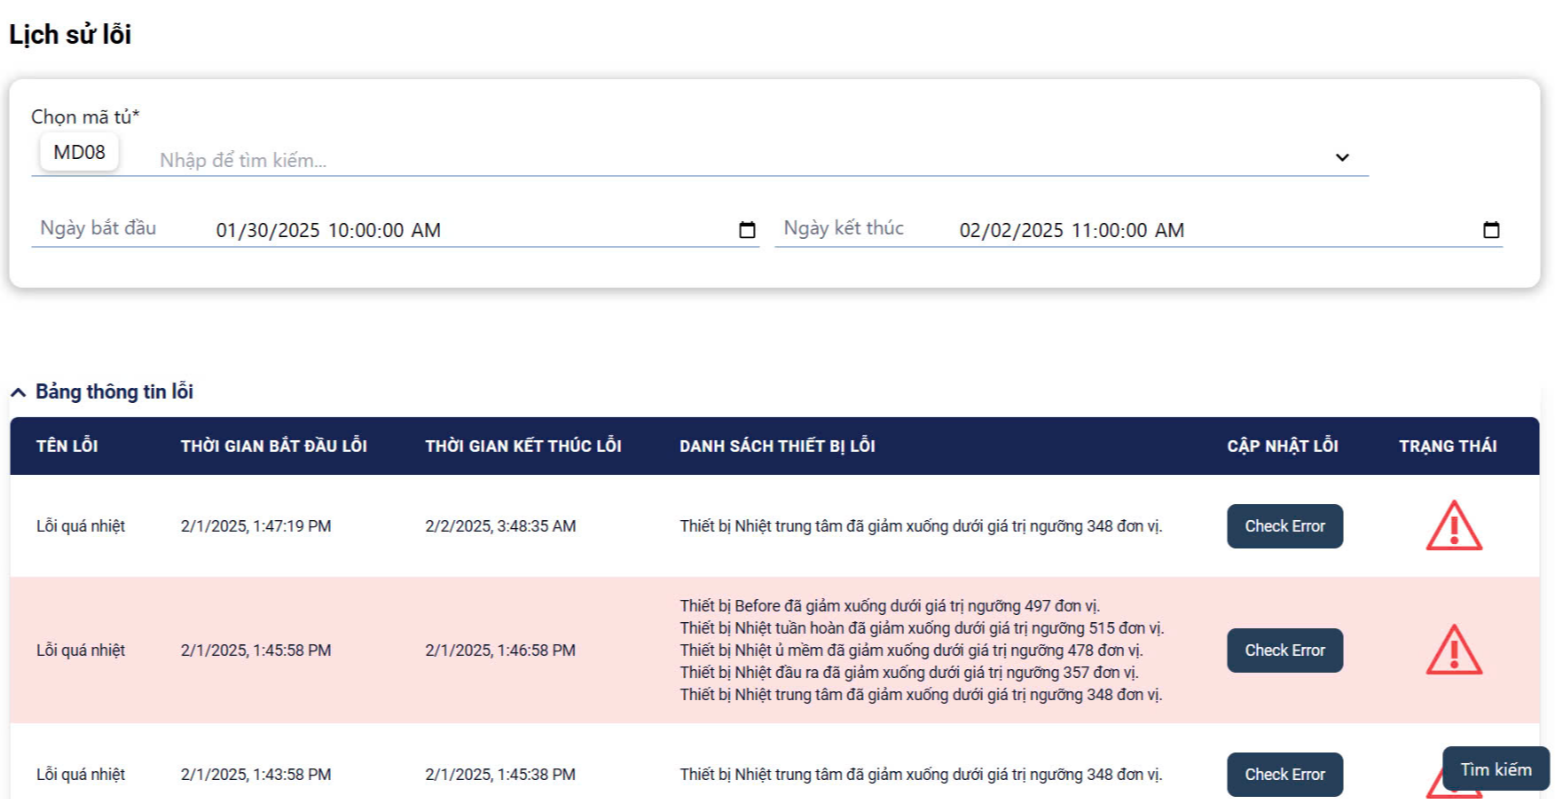 Lịch sử lỗi
Chọn mã tủ*
MD08 Nhập để tìm kiếm...
Ngày bắt đầu 01/30/2025 10:00:00 AM Ngày kết thúc 02/02/2025 11:00:00 AM
Bảng thông tin lỗi
TÊN LỖI THỜI GIAN BẮT ĐẦU LỖI THỜI GIAN KẾT THÚC LỖI DANH SÁCH THIẾT BỊ LỖI CẬP NHẬT LỖI TRẠNG THÁI
Lỗi quá nhiệt 2/1/2025, 1:47:19 PM 2/2/2025, 3:48:35 AM Thiết bị Nhiệt trung tâm đã giảm xuống dưới giá trị ngưỡng 348 đơn vị. Check Error
Thiết bị Before đã giảm xuống dưới giá trị ngưỡng 497 đơn vị.
Thiết bị Nhiệt tuần hoàn đã giảm xuống dưới giá trị ngưỡng 515 đơn vị.
Lỗi quá nhiệt 2/1/2025, 1:45:58 PM 2/1/2025, 1:46:58 PM Thiết bị Nhiệt ủ mềm đã giảm xuống dưới giá trị ngưỡng 478 đơn vị. Check Error
Thiết bị Nhiệt đầu ra đã giảm xuống dưới giá trị ngưỡng 357 đơn vị.
Thiết bị Nhiệt trung tâm đã giảm xuống dưới giá trị ngưỡng 348 đơn vị.
Lỗi quá nhiệt 2/1/2025, 1:43:58 PM 2/1/2025, 1:45:38 PM Thiết bị Nhiệt trung tâm đã giảm xuống dưới giá trị ngưỡng 348 đơn vị. Check Error Tìm kiếm